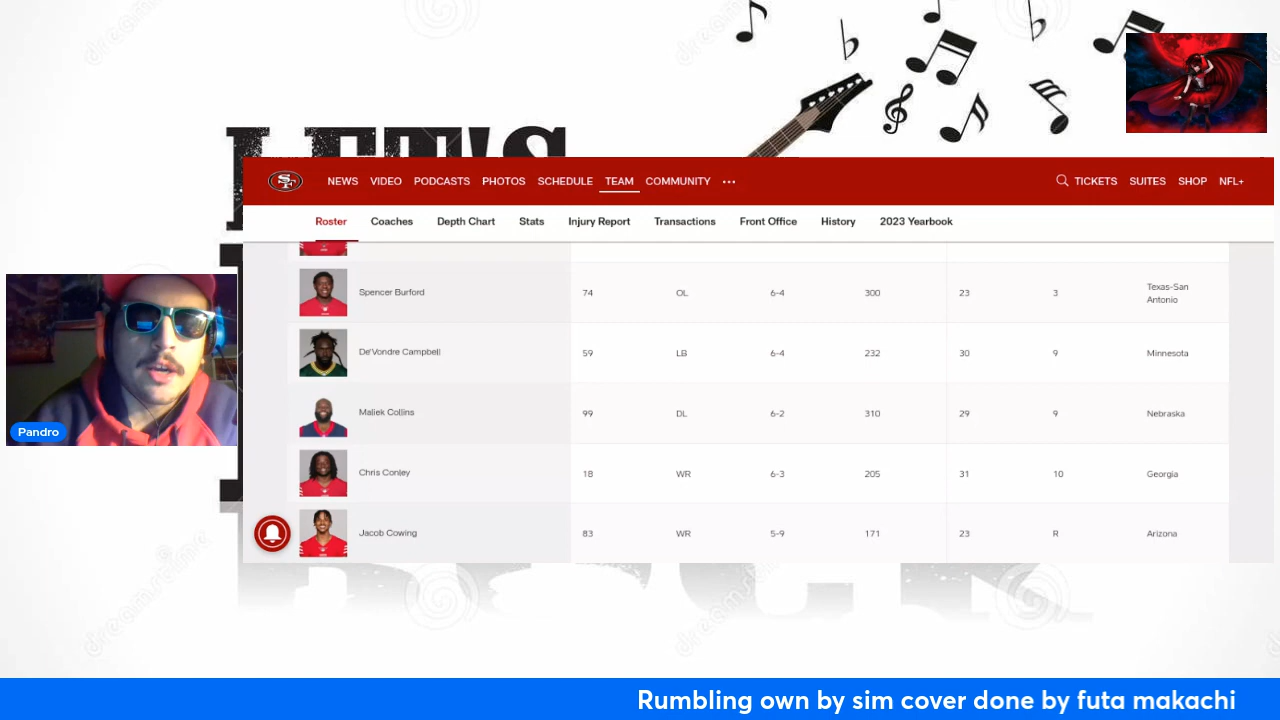 LET'S
SF
NEWS VIDEO PODCASTS PHOTOS SCHEDULE TEAM COMMUNITY ... TICKETS SUITES SHOP NFL+
Roster Coaches Depth Chart Stats Injury Report Transactions Front Office History 2023 Yearbook
Spencer Burford 74 OL 6-4 300 23 3 Texas-San
Antonio
De'Vondre Campbell 59 LB 6-4 232 30 9 Minnesota
Maliek Collins 99 DL 6-2 310 29 9 Nebraska
Chris Conley 18 WR 6-3 205 31 10 Georgia
Jacob Cowing 83 WR 5-9 171 23 R Arizona
Pandro
Rumbling own by sim cover done by futa makachi